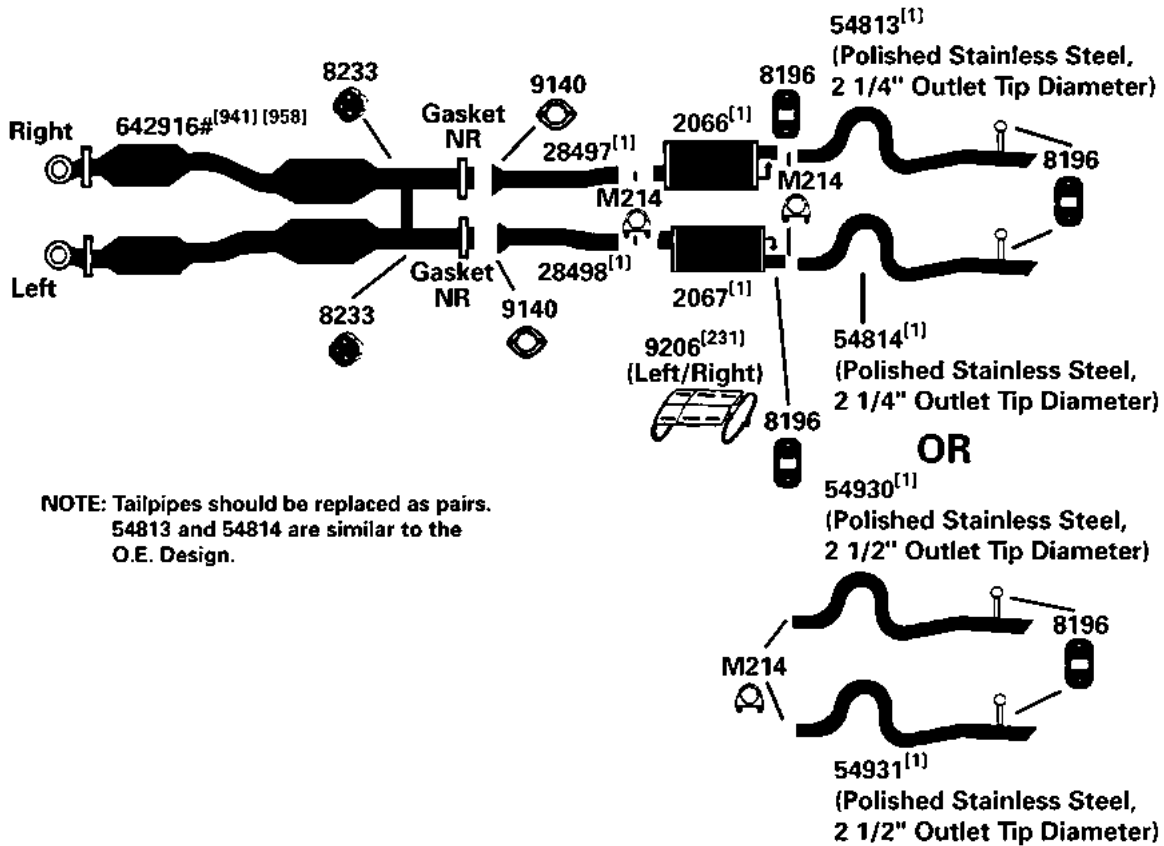 54813[1]
(Polished Stainless Steel,
2 1/4" Outlet Tip Diameter)
8233
9140
8196
Right
642916#[941] [958]
Gasket
NR
28497[1]
2066[1]
8196
M214
M214
Left
Gasket
NR
28498[1]
2067[1]
8233
9140
9206[231]
(Left/Right)
54814[1]
(Polished Stainless Steel,
2 1/4" Outlet Tip Diameter)
8196
OR
NOTE: Tailpipes should be replaced as pairs.
54813 and 54814 are similar to the
O.E. Design.
54930[1]
(Polished Stainless Steel,
2 1/2" Outlet Tip Diameter)
8196
M214
54931[1]
(Polished Stainless Steel,
2 1/2" Outlet Tip Diameter)